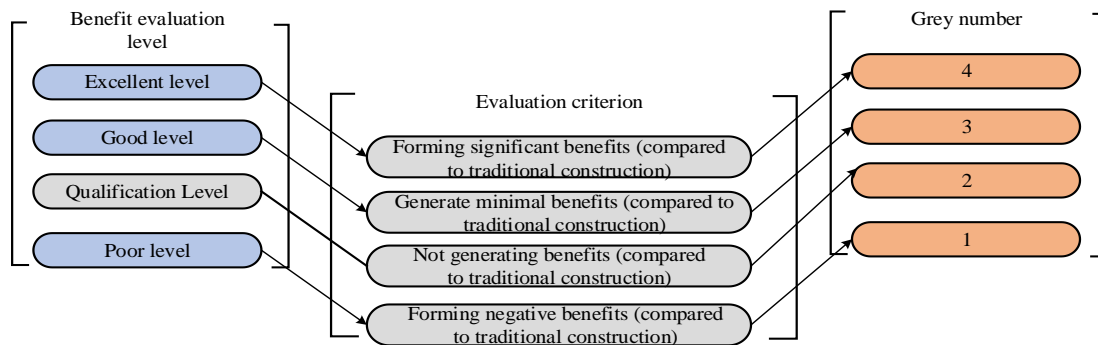 Benefit evaluation
level
Excellent level
Good level
Qualification Level
Poor level
Evaluation criterion
Forming significant benefits (compared
to traditional construction)
Generate minimal benefits (compared to
traditional construction)
Not generating benefits (compared
to traditional construction)
Forming negative benefits (compared
to traditional construction)
Grey number
4
3
2
1